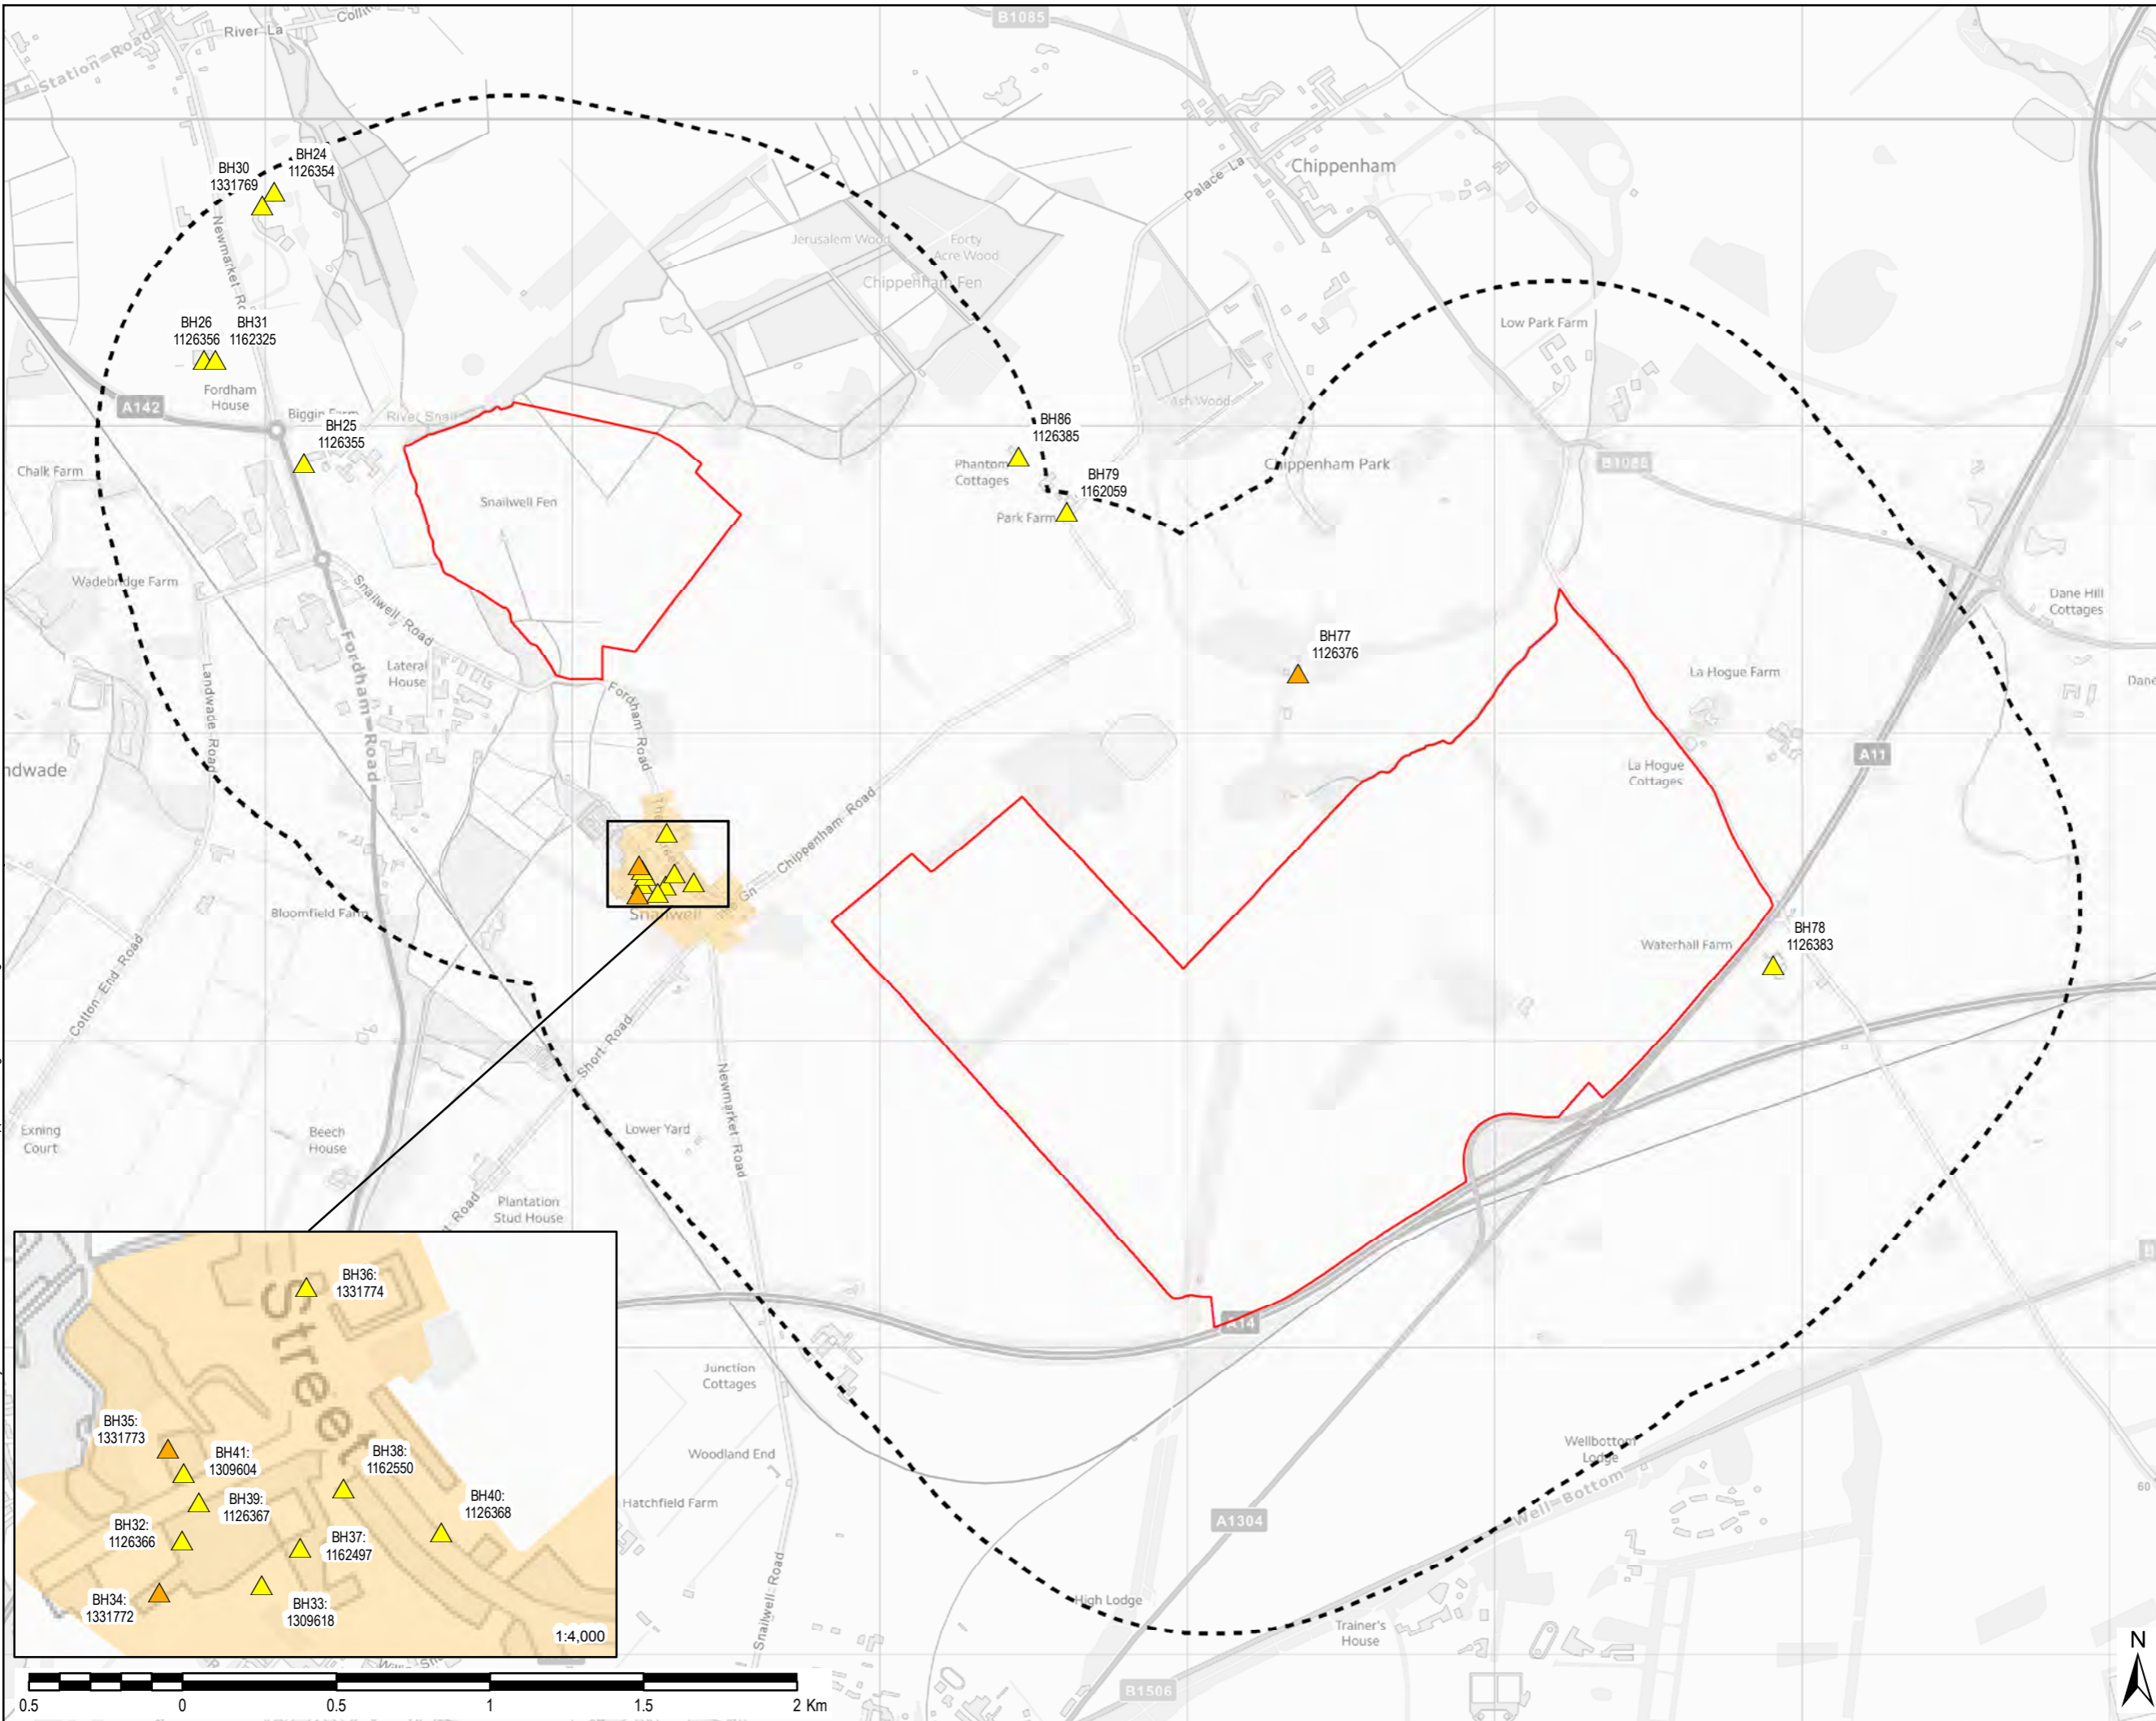 B1085
River La
Station Road
Chippenham
Palace La
BH24
1126354
BH30
1331769
Newmarket Ro
Jerusalem Wood
Forty
Acre Wood
Chippenham Fen
Low Park Farm
BH26
1126356
BH31
1162325
Fordham
House
A142
Biggin Farm
River Snail
Ash Wood
BH25
1126355
BH86
1126385
Chalk Farm
Phantom
Cottages
Chippenham Park
B1085
BH79
1162059
Snailwell Fen
Park Farm
Wadebridge Farm
Snailwell Road
Dane Hill
Cottages
Fordham Road
Landwade Road
Lateral
House
BH77
1126376
La Hogue Farm
Dane
Fordham Road
ndwade
La Hogue
Cottages
A11
The Street
Chippenham Road
The Gn
Snailwell
Bloomfield Farm
BH78
1126383
Waterhall Farm
Cotton End Road
Short Road
Newmarket Road
Exning
Court
Beech
House
Lower Yard
Plantation
Stud House
t Road
A14
Junction
Cottages
Woodland End
Hatchfield Farm
Snailwell Road
Wellbottom
Lodge
Well Bottom
60
A1304
High Lodge
Trainer's
House
B1506
Street
BH36:
1331774
BH35:
1331773
BH41:
1309604
BH38:
1162550
BH39:
1126367
BH40:
1126368
BH32:
1126366
BH37:
1162497
BH34:
1331772
BH33:
1309618
1:4,000
0.5 0 0.5 1 1.5 2 Km
N